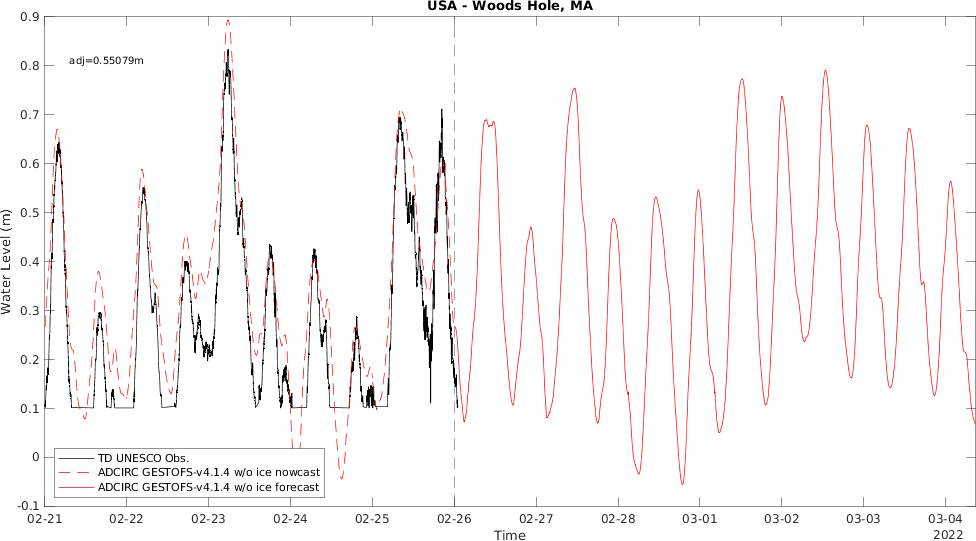 USA - Woods Hole, MA
0.9
0.8
0.7
0.6
0.5
0.4
0.3
0.2
0.1
0
-0.1
Water Level (m)
adj=0.55079m
TD UNESCO Obs.
ADCIRC GESTOFS-v4.1.4 w/o ice nowcast
ADCIRC GESTOFS-v4.1.4 w/o ice forecast
02-21 02-22 02-23 02-24 02-25 02-26 02-27 02-28 03-01 03-02 03-03 03-04
Time
2022